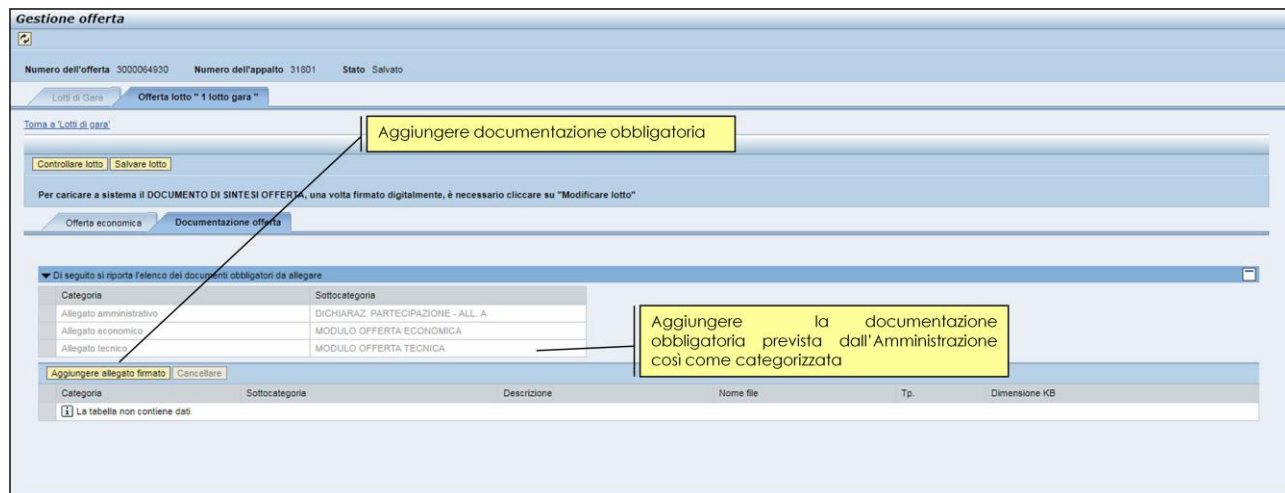 Gestione offerta
Numero dell'offerta 3000064930 Numero dell'appalto 31801 Stato Salvato
Lotti di Gara Offerta lotto " 1 lotto gara "
Torna a 'Lotti di gara'
Aggiungere documentazione obbligatoria
Controllare lotto Salvare lotto
Per caricare a sistema il DOCUMENTO DI SINTESI OFFERTA, una volta firmato digitalmente, è necessario cliccare su "Modificare lotto"
Offerta economica Documentazione offerta
Di seguito si riporta l'elenco dei documenti obbligatori da allegare
Categoria Sottocategoria
Allegato amministrativo DICHIARAZ. PARTECIPAZIONE - ALL. A
Allegato economico MODULO OFFERTA ECONOMICA
Allegato tecnico MODULO OFFERTA TECNICA
Aggiungere la documentazione
obbligatoria prevista dall'Amministrazione
così come categorizzata
Aggiungere allegato firmato Cancellare
Categoria Sottocategoria Descrizione Nome file Tp. Dimensione KB
La tabella non contiene dati